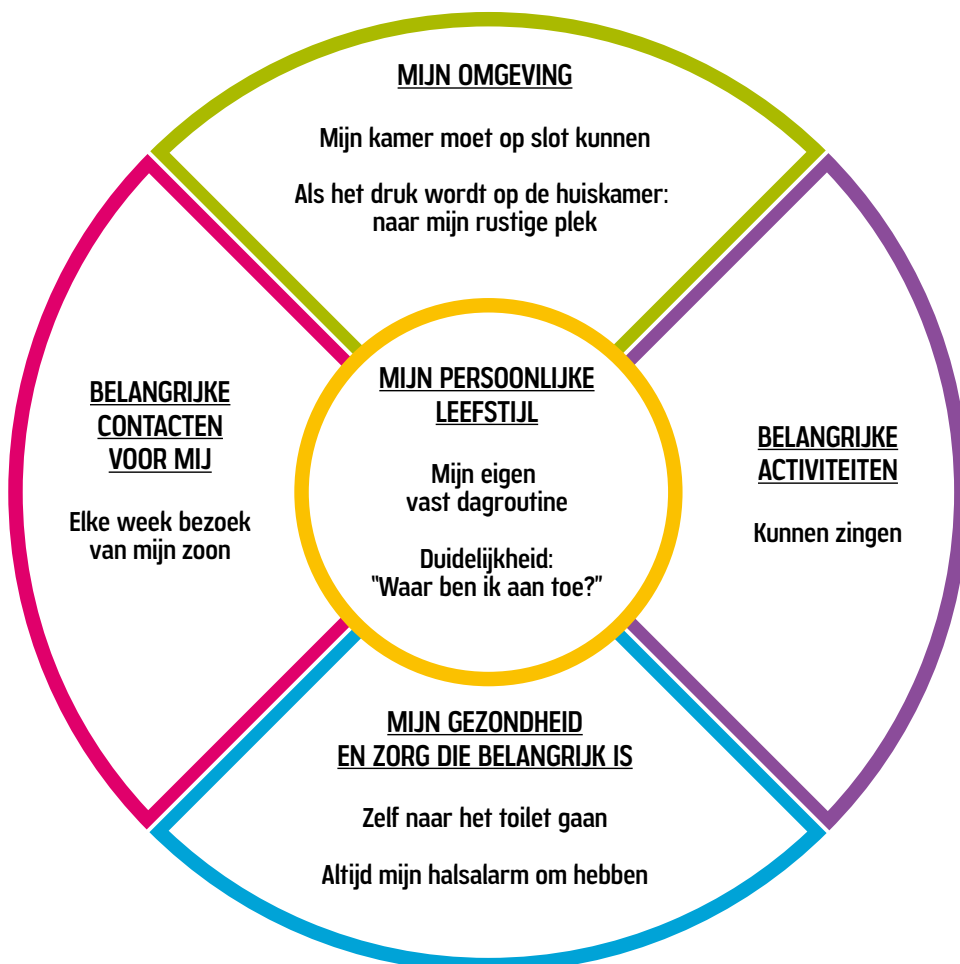 MIJN OMGEVING
Mijn kamer moet op slot kunnen
Als het druk wordt op de huiskamer:
naar mijn rustige plek
BELANGRIJKE
CONTACTEN
VOOR MIJ
Elke week bezoek
van mijn zoon
MIJN PERSOONLIJKE
LEEFSTIJL
Mijn eigen
vast dagroutine
Duidelijkheid:
"Waar ben ik aan toe?"
BELANGRIJKE
ACTIVITEITEN
Kunnen zingen
MIJN GEZONDHEID
EN ZORG DIE BELANGRIJK IS
Zelf naar het toilet gaan
Altijd mijn halsalarm om hebben